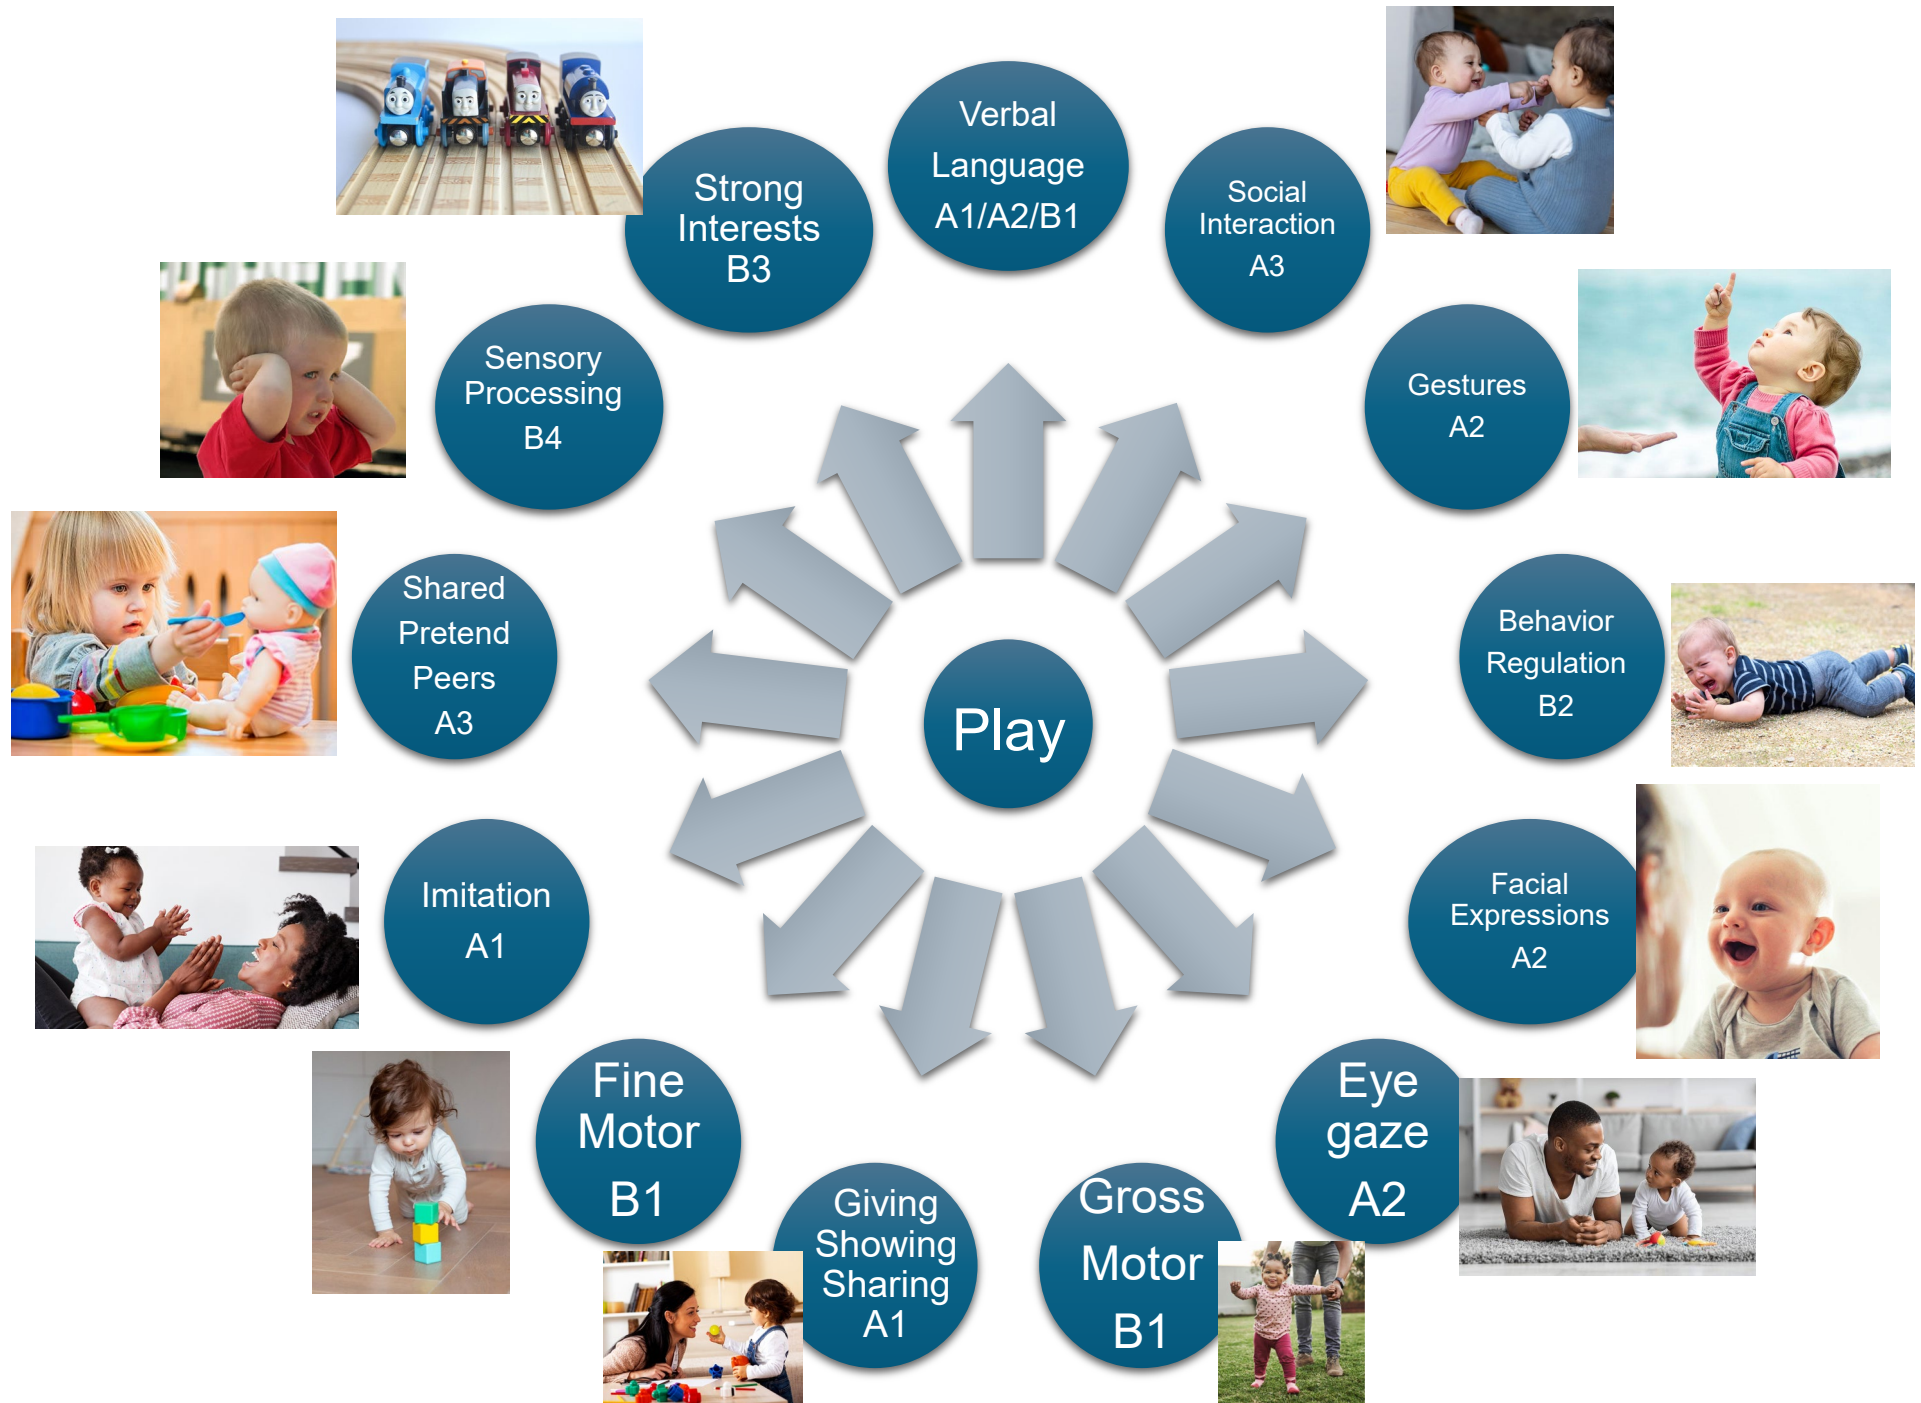 Verbal
Language
A1/A2/B1
Social
Interaction
A3
Gestures
A2
Behavior
Regulation
B2
Facial
Expressions
A2
Eye
gaze
A2
Gross
Motor
B1
Giving
Showing
Sharing
A1
Fine
Motor
B1
Imitation
A1
Shared
Pretend
Peers
A3
Sensory
Processing
B4
Strong
Interests
B3
Play